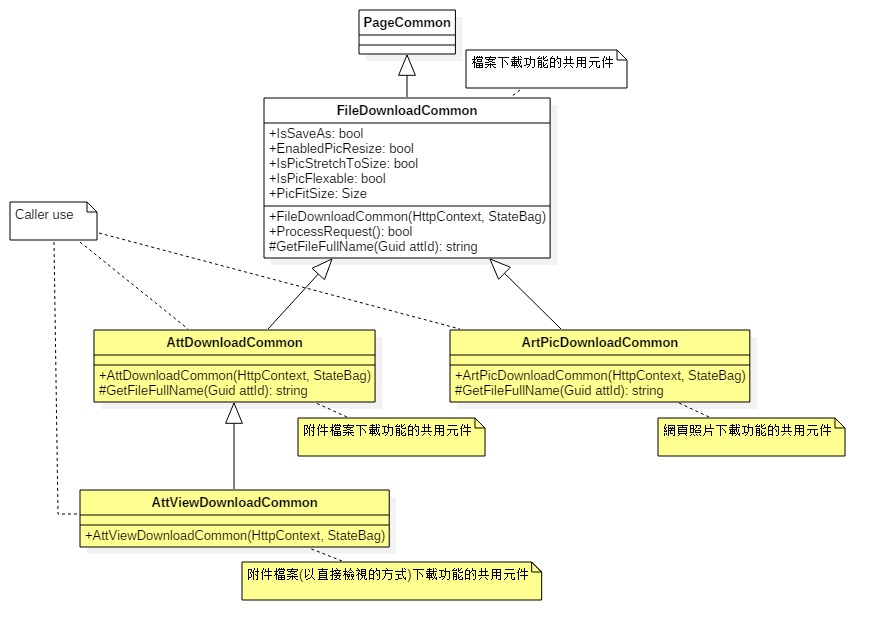 PageCommon
檔案下載功能的共用元件
FileDownloadCommon
+IsSaveAs: bool
+EnabledPicResize: bool
+IsPicStretchToSize: bool
+IsPicFlexable: bool
+PicFitSize: Size
+FileDownloadCommon(HttpContext, StateBag)
+ProcessRequest(): bool
#GetFileFullName(Guid attId): string
Caller use
AttDownloadCommon
+AttDownloadCommon(HttpContext, StateBag)
#GetFileFullName(Guid attId): string
ArtPicDownloadCommon
+ArtPicDownloadCommon(HttpContext, StateBag)
#GetFileFullName(Guid attId): string
附件檔案下載功能的共用元件
網頁照片下載功能的共用元件
AttViewDownloadCommon
+AttViewDownloadCommon(HttpContext, StateBag)
附件檔案(以直接檢視的方式)下載功能的共用元件